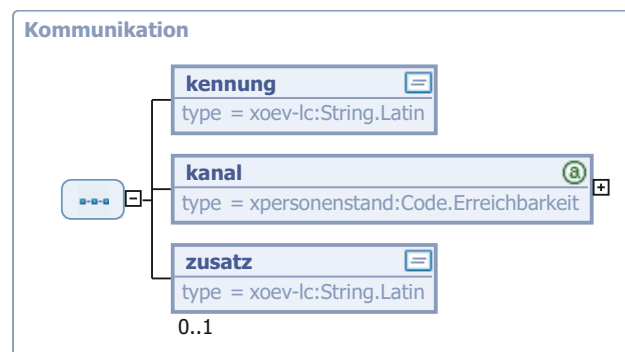 Kommunikation
kennung
type = xoev-lc:String.Latin
kanal
type = xpersonenstand:Code.Erreichbarkeit
zusatz
type = xoev-lc:String.Latin
0..1